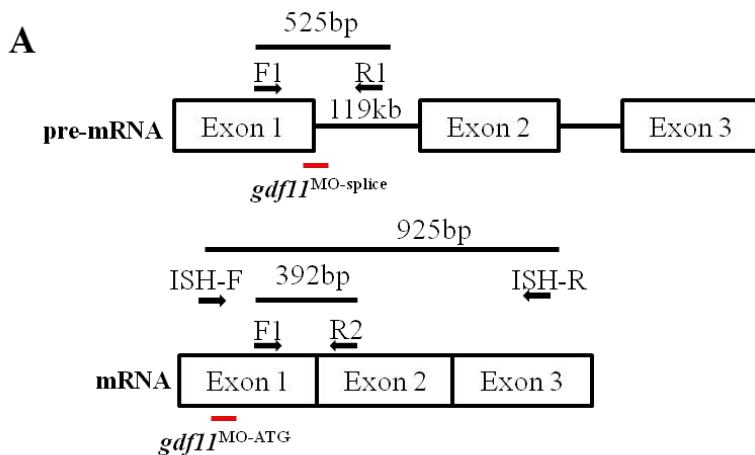 A
525bp
F1 R1
119kb
pre-mRNA Exon 1 Exon 2 Exon 3
gdf11MO-splice
925bp
ISH-F 392bp ISH-R
F1 R2
mRNA Exon 1 Exon 2 Exon 3
gdf11MO-ATG